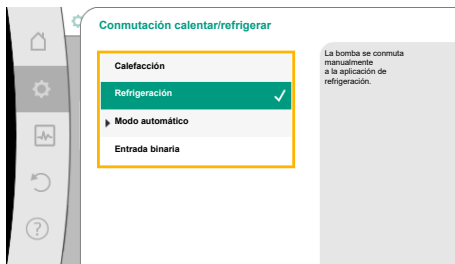 Conmutación calentar/refrigerar
Calefacción
Refrigeración
Modo automático
Entrada binaria
La bomba se conmuta
manualmente
a la aplicación de
refrigeración.
?